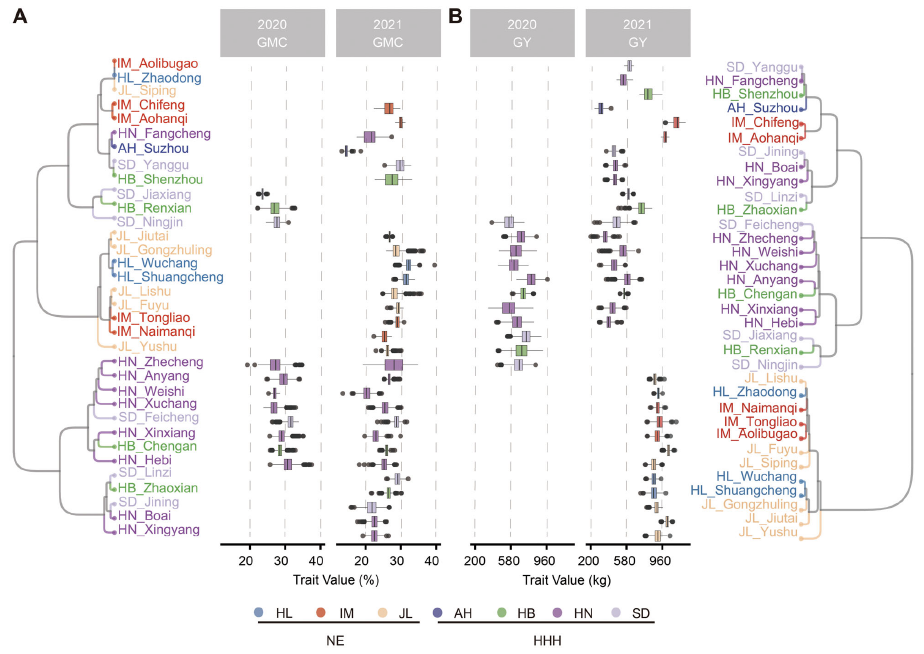 A
2020
GMC
2021
GMC
B
2020
GY
2021
GY
IM_Aolibugao
HL_Zhaodong
JL_Siping
IM_Chifeng
IM_Aohanqi
HN_Fangcheng
AH_Suzhou
SD_Yanggu
HB_Shenzhou
SD_Jiaxiang
HB_Renxian
SD_Ningjin
JL_Jiutai
JL_Gongzhuling
HL_Wuchang
HL_Shuangcheng
JL_Lishu
JL_Fuyu
IM_Tongliao
IM_Naimanqi
JL_Yushu
HN_Zhecheng
HN_Anyang
HN_Weishi
HN_Xuchang
SD_Feicheng
HN_Xinxiang
HB_Chengan
HN_Hebi
SD_Linzi
HB_Zhaoxian
SD_Jining
HN_Boai
HN_Xingyang
SD_Yanggu
HN_Fangcheng
HB_Shenzhou
AH_Suzhou
IM_Chifeng
IM_Aohanqi
SD_Jining
HN_Boai
HN_Xingyang
SD_Linzi
HB_Zhaoxian
SD_Feicheng
HN_Zhecheng
HN_Weishi
HN_Xuchang
HN_Anyang
HB_Chengan
HN_Xinxiang
HN_Hebi
SD_Jiaxiang
HB_Renxian
SD_Ningjin
JL_Lishu
HL_Zhaodong
IM_Naimanqi
IM_Tongliao
IM_Aolibugao
JL_Fuyu
JL_Siping
HL_Wuchang
HL_Shuangcheng
JL_Gongzhuling
JL_Jiutai
JL_Yushu
20 30 40 20 30 40 200 580 960 200 580 960
Trait Value (%) Trait Value (kg)
HL IM JL AH HB HN SD
NE HHH